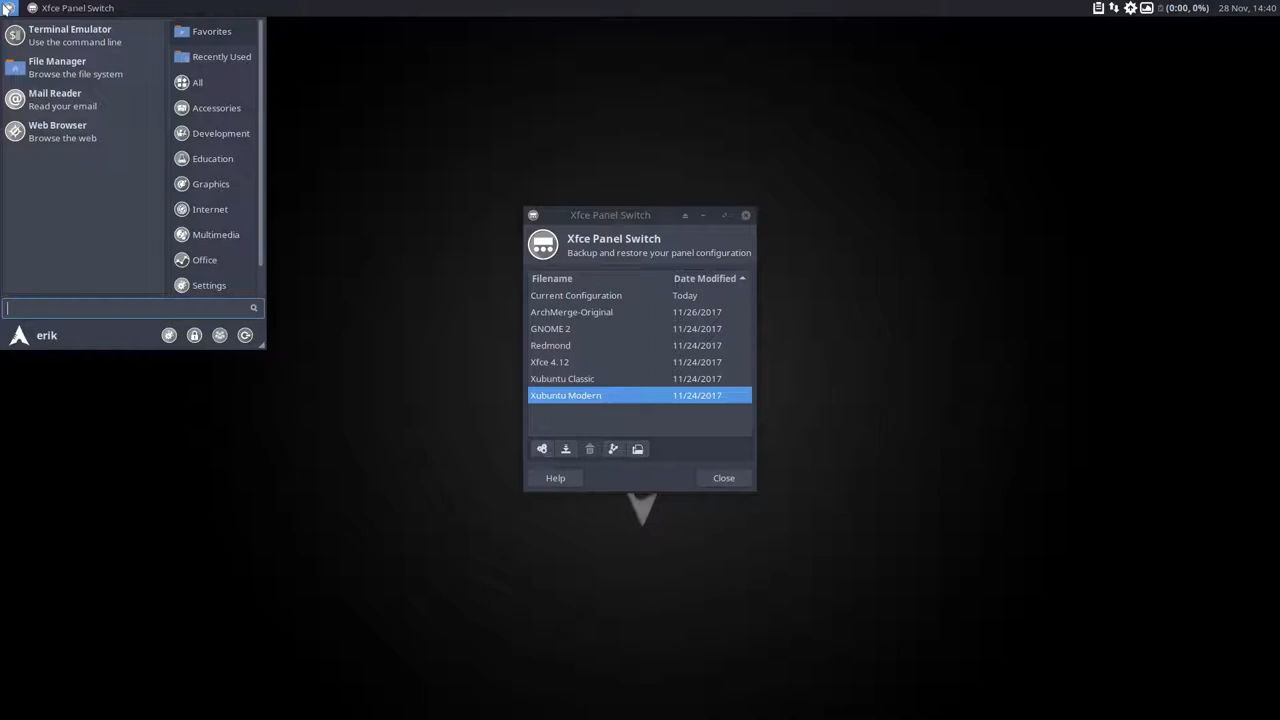 Xfce Panel Switch
(0:00, 0%)
28 Nov, 14:40
Terminal Emulator
Use the command line
File Manager
Browse the file system
Mail Reader
Read your email
Web Browser
Browse the web
Favorites
Recently Used
All
Accessories
Development
Education
Graphics
Internet
Multimedia
Office
Settings
erik
Xfce Panel Switch
Xfce Panel Switch
Backup and restore your panel configuration
Filename Date Modified
Current Configuration Today
ArchMerge-Original 11/26/2017
GNOME 2 11/24/2017
Redmond 11/24/2017
Xfce 4.12 11/24/2017
Xubuntu Classic 11/24/2017
Xubuntu Modern 11/24/2017
Help Close